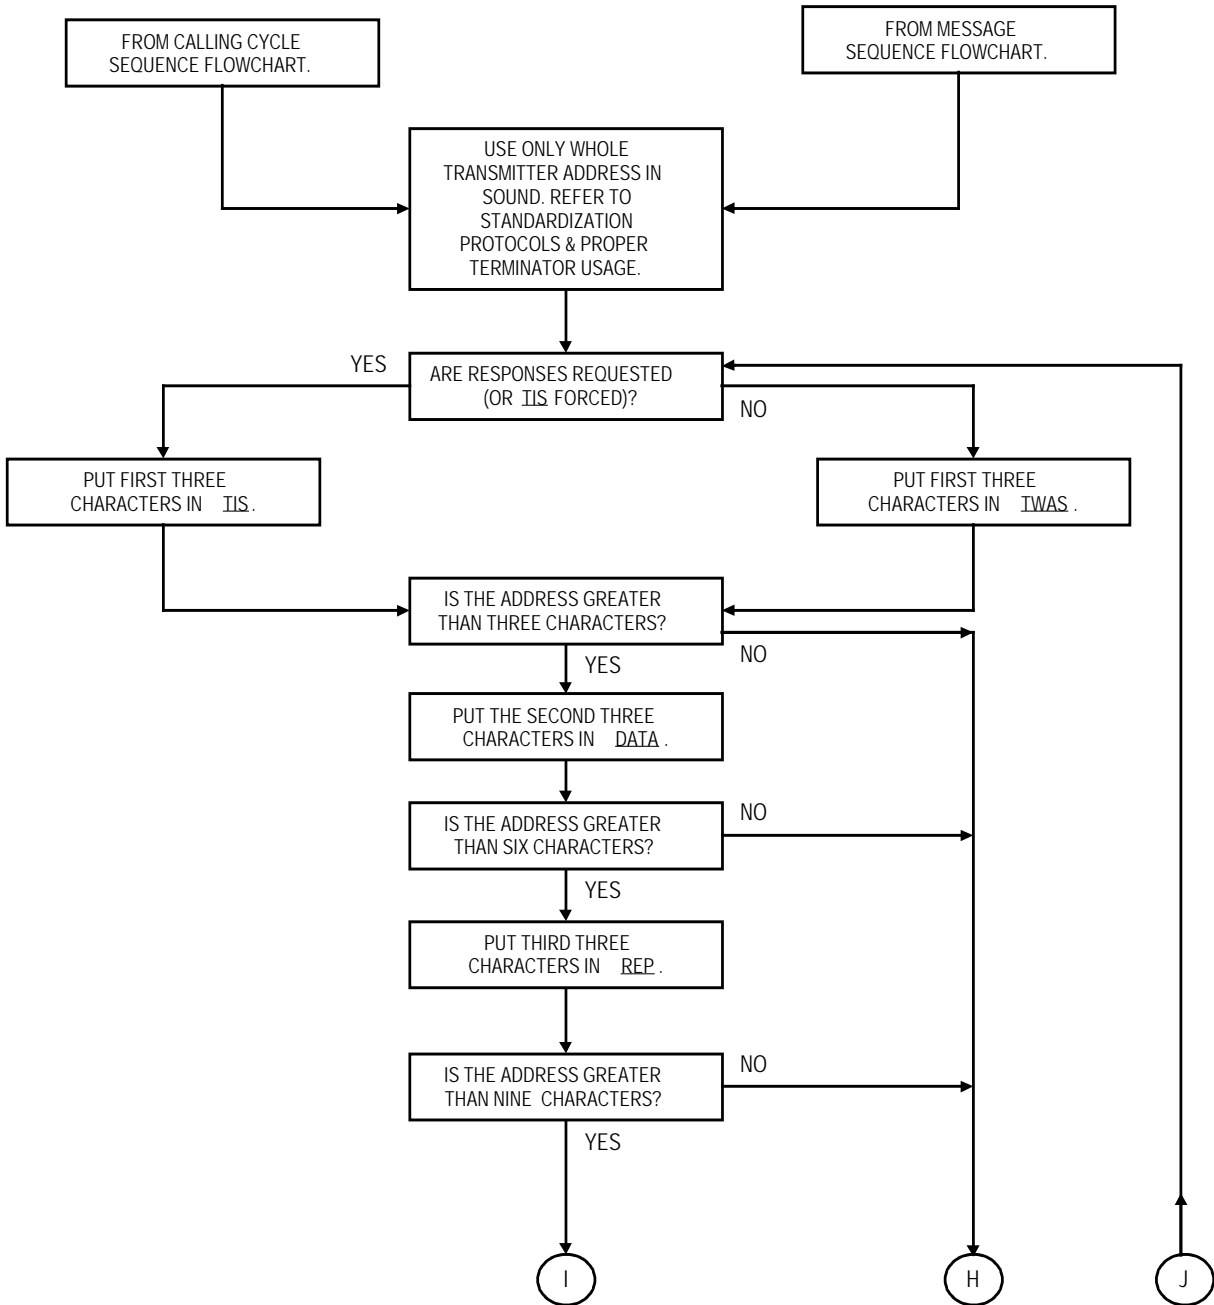 FROM CALLING CYCLE
SEQUENCE FLOWCHART.
FROM MESSAGE
SEQUENCE FLOWCHART.
USE ONLY WHOLE
TRANSMITTER ADDRESS IN
SOUND. REFER TO
STANDARDIZATION
PROTOCOLS & PROPER
TERMINATOR USAGE.
YES
ARE RESPONSES REQUESTED
(OR TIS FORCED)?
NO
PUT FIRST THREE
CHARACTERS IN TIS.
PUT FIRST THREE
CHARACTERS IN TWAS.
IS THE ADDRESS GREATER
THAN THREE CHARACTERS?
NO
YES
PUT THE SECOND THREE
CHARACTERS IN DATA.
IS THE ADDRESS GREATER
THAN SIX CHARACTERS?
NO
YES
PUT THIRD THREE
CHARACTERS IN REP.
IS THE ADDRESS GREATER
THAN NINE CHARACTERS?
NO
YES
I
H
J